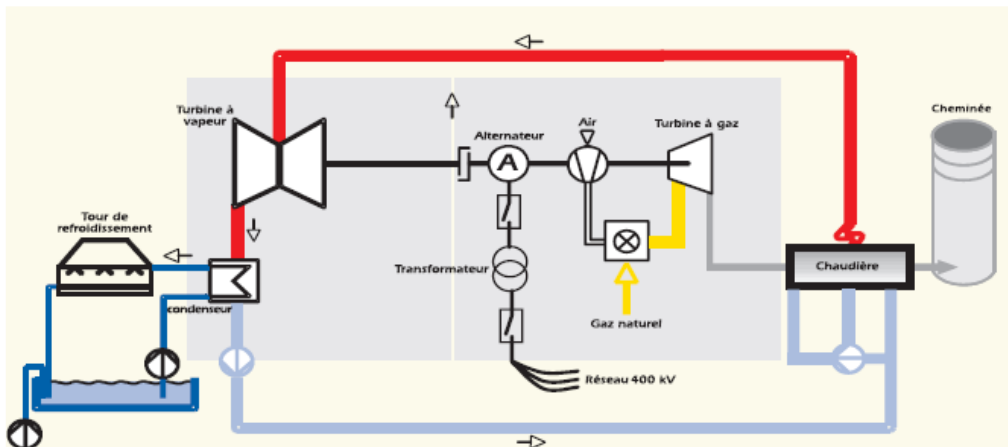 Turbine à
vapeur
Alternateur
Air
Turbine à gaz
Cheminée
A
Tour de
refroidissement
Transformateur
Chaudière
condenseur
Gaz naturel
Réseau 400 kV